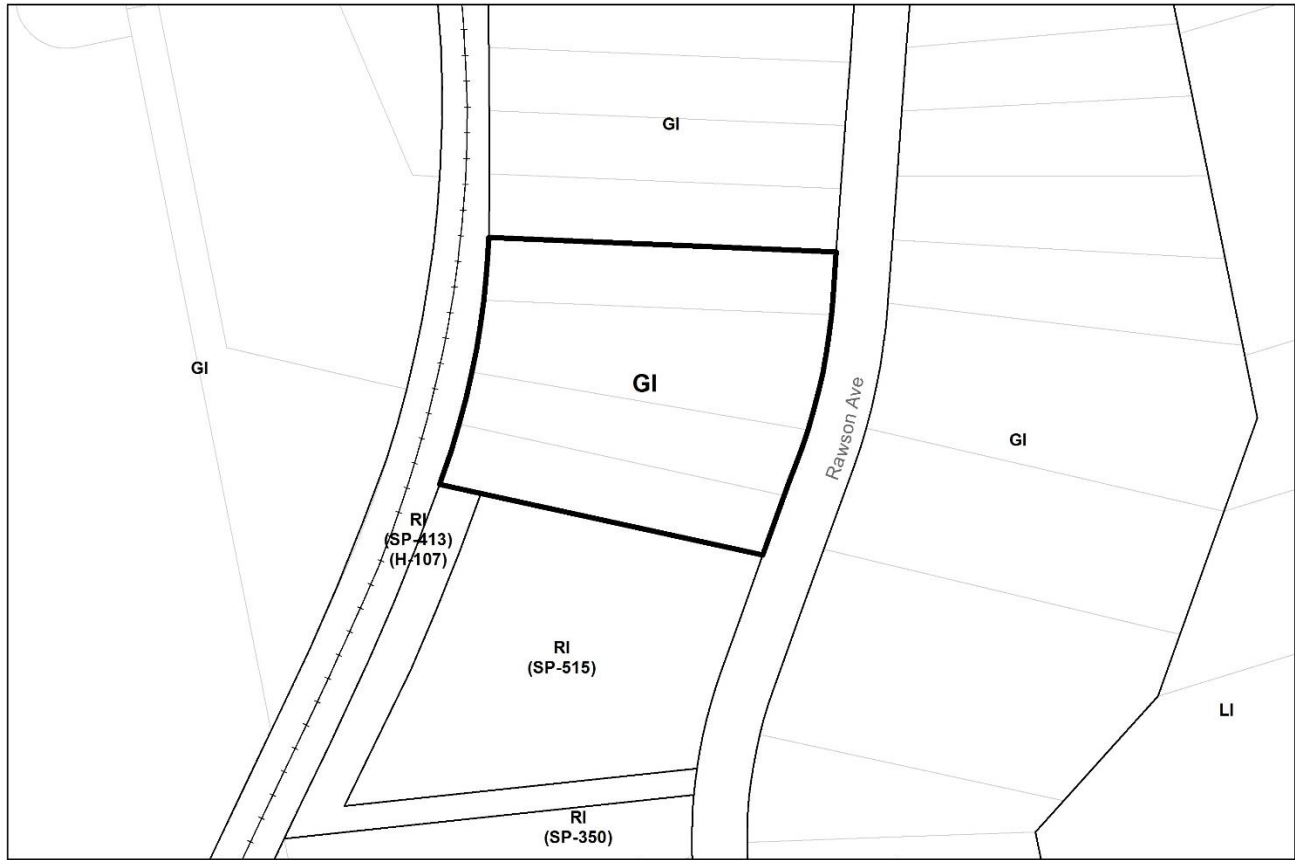 GI
GI
GI
Rawson Ave
GI
RI
(SP-413)
(H-107)
RI
(SP-515)
LI
RI
(SP-350)